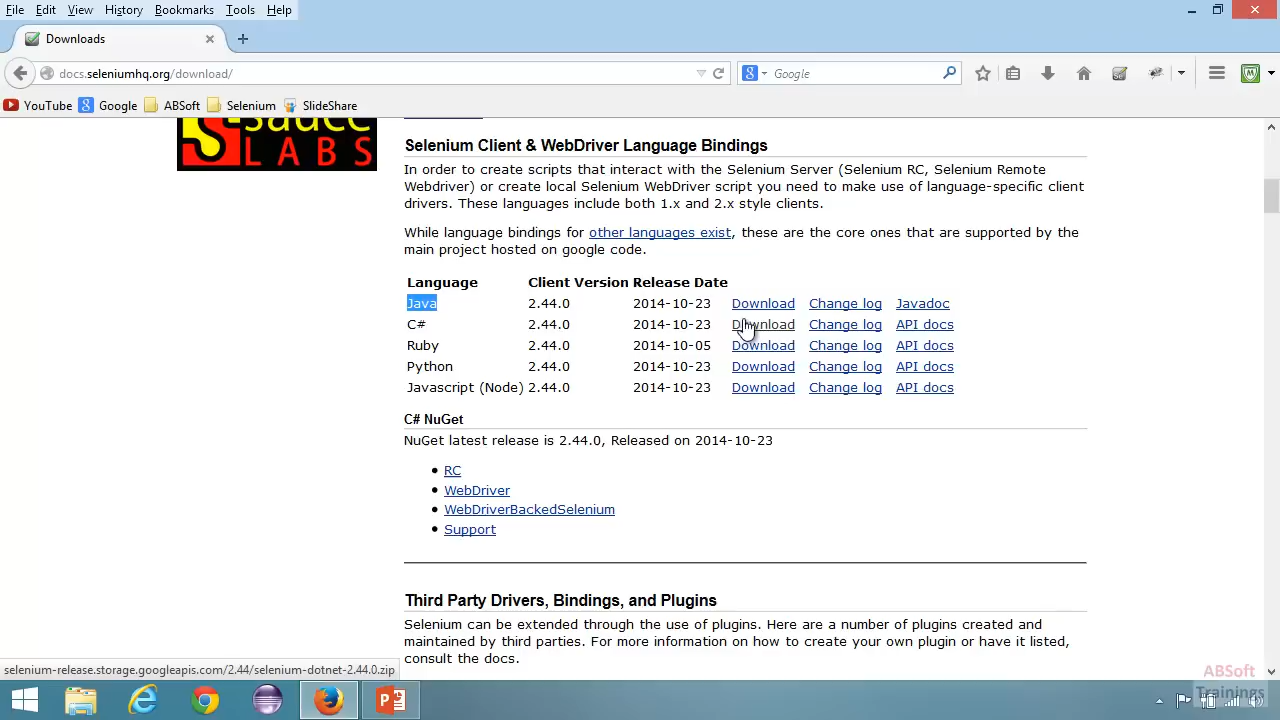 File Edit View History Bookmarks Tools Help
Downloads
docs.seleniumhq.org/download/
Google
YouTube Google ABSoft Selenium SlideShare
LABS
Selenium Client & WebDriver Language Bindings
In order to create scripts that interact with the Selenium Server (Selenium RC, Selenium Remote
Webdriver) or create local Selenium WebDriver script you need to make use of language-specific client
drivers. These languages include both 1.x and 2.x style clients.
While language bindings for other languages exist, these are the core ones that are supported by the
main project hosted on google code.
Language Client Version Release Date
Java 2.44.0 2014-10-23 Download Change log Javadoc
C# 2.44.0 2014-10-23 Download Change log API docs
Ruby 2.44.0 2014-10-05 Download Change log API docs
Python 2.44.0 2014-10-23 Download Change log API docs
Javascript (Node) 2.44.0 2014-10-23 Download Change log API docs
C# NuGet
NuGet latest release is 2.44.0, Released on 2014-10-23
• RC
• WebDriver
• WebDriverBackedSelenium
• Support
Third Party Drivers, Bindings, and Plugins
Selenium can be extended through the use of plugins. Here are a number of plugins created and
maintained by third parties. For more information on how to create your own plugin or have it listed,
consult the docs.
selenium-release.storage.googleapis.com/2.44/selenium-dotnet-2.44.0.zip
ABSoft
Trainings